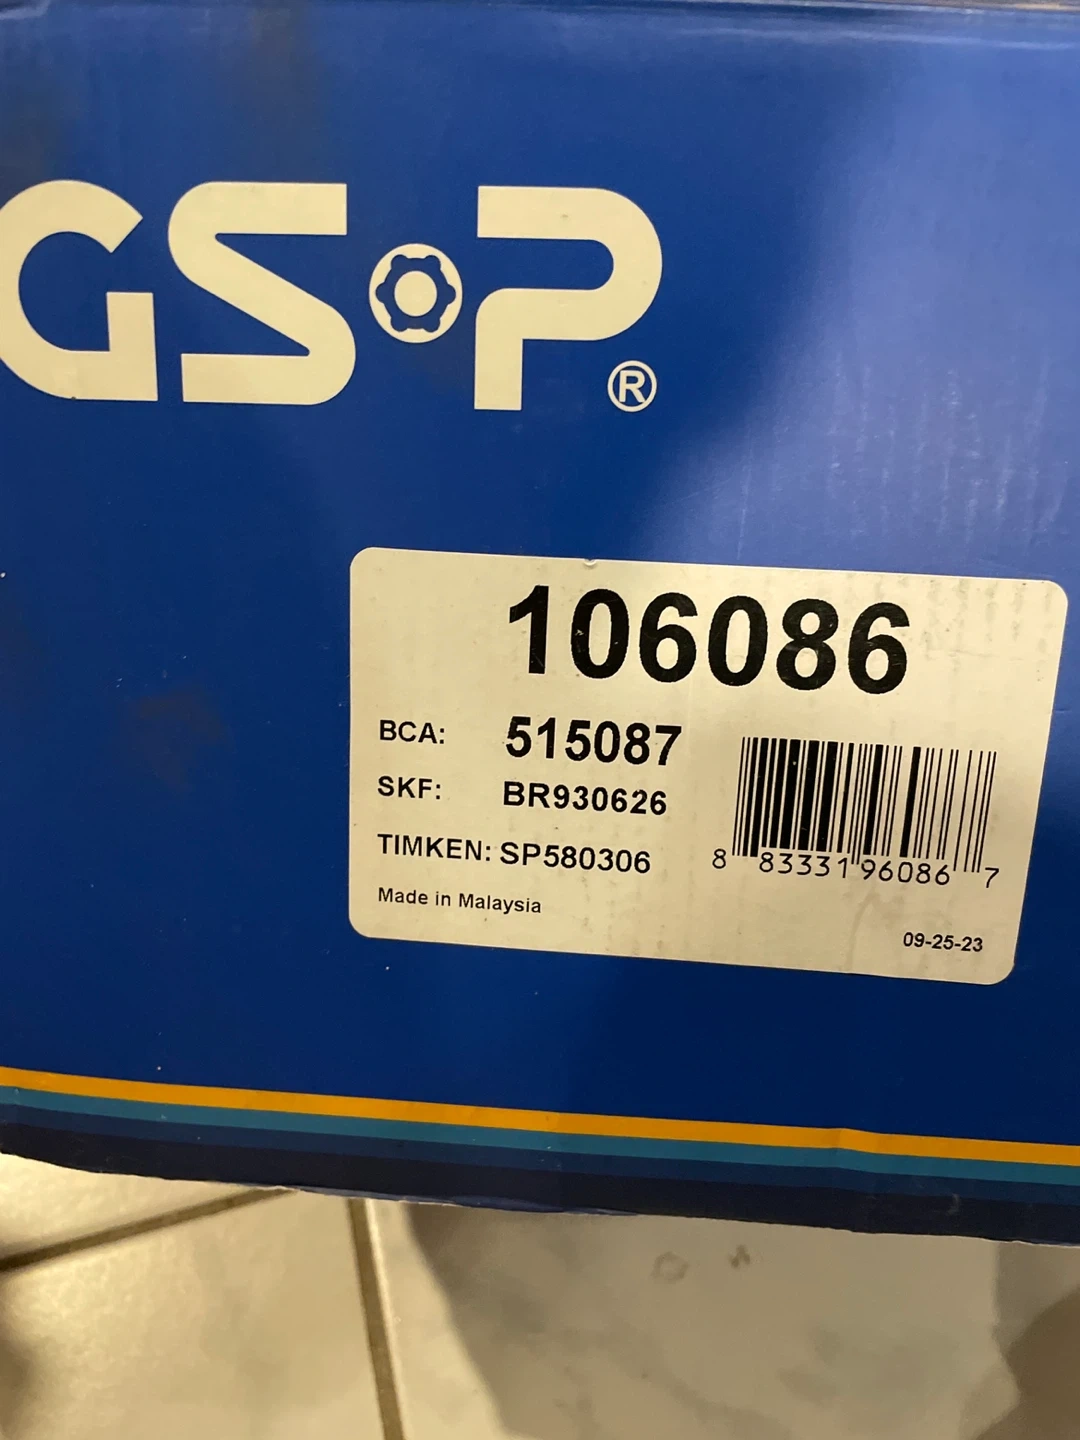 GSP®
106086
BCA: 515087
SKF: BR930626
TIMKEN: SP580306
8 83331 96086 7
Made in Malaysia
09-25-23